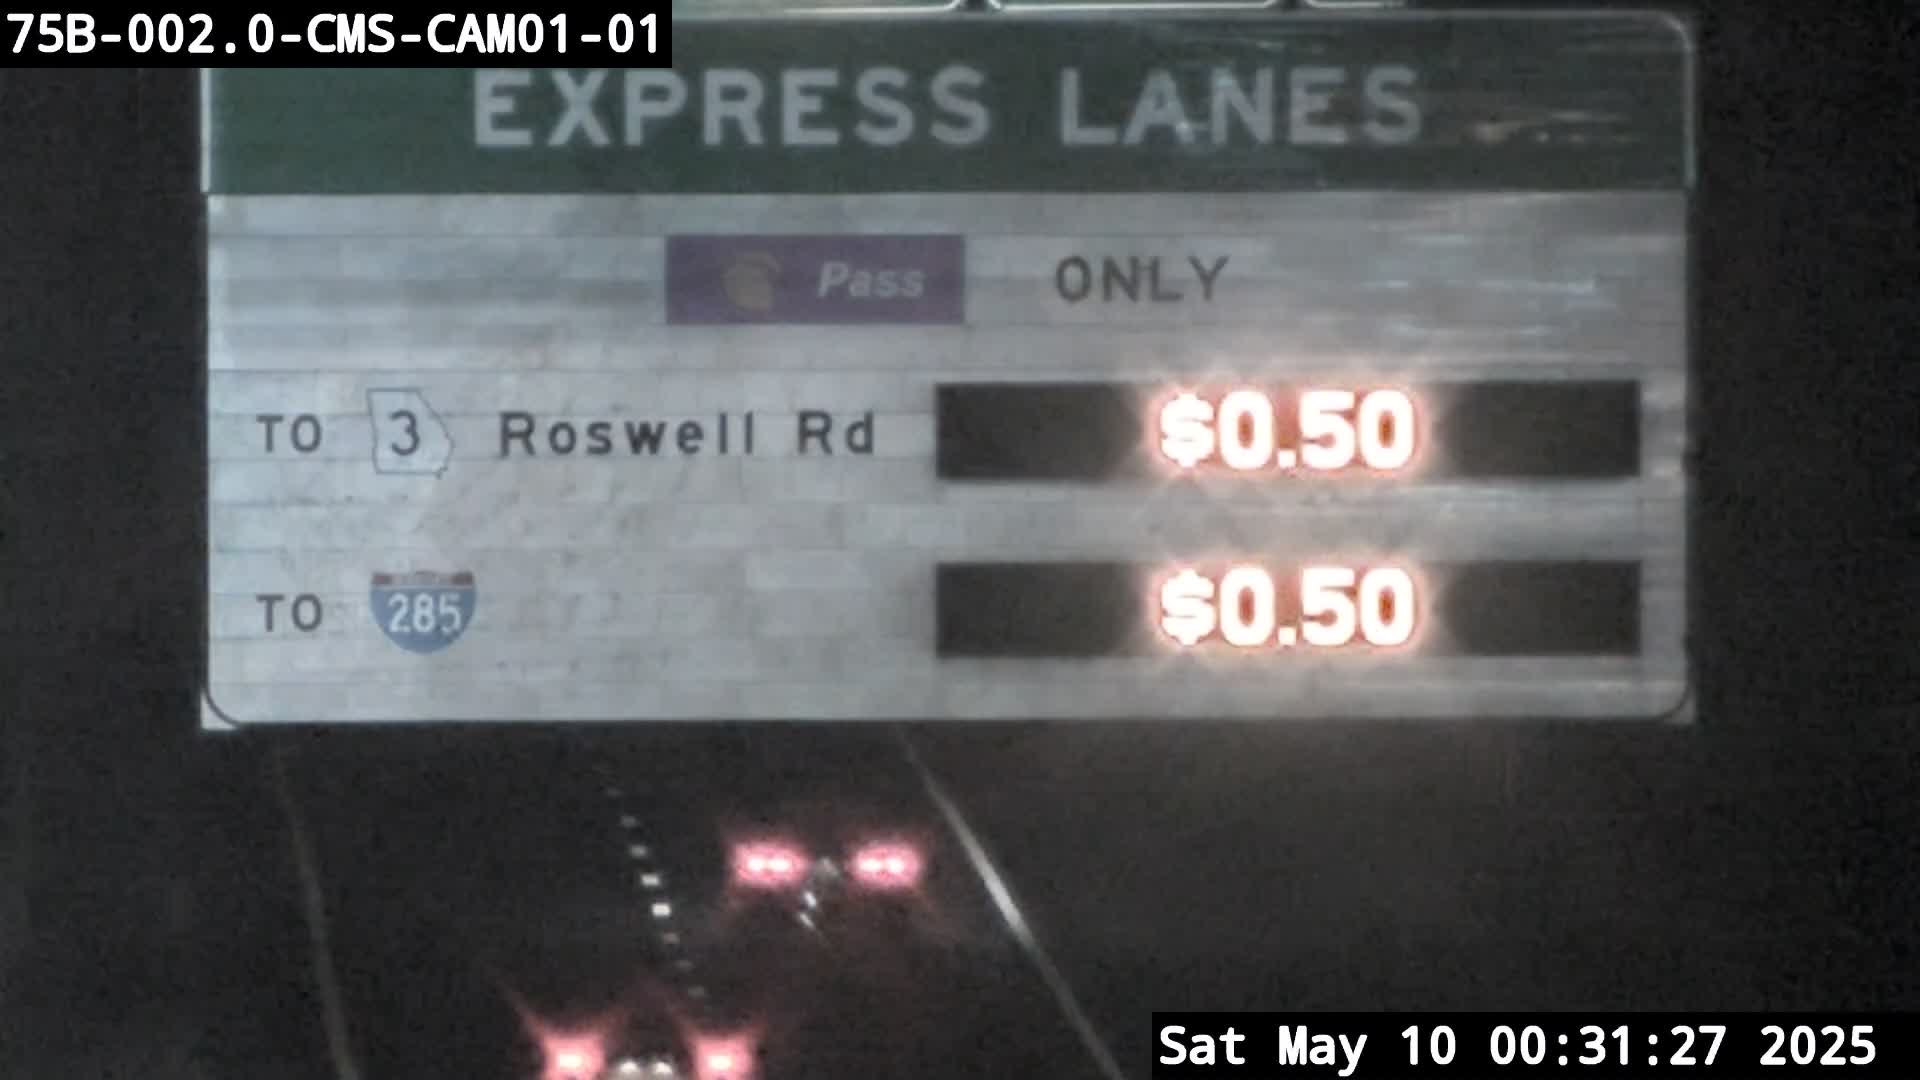 75B-002.0-CMS-CAM01-01
EXPRESS LANES
Pass ONLY
TO 3 Roswell Rd $0.50
TO 285 $0.50
Sat May 10 00:31:27 2025